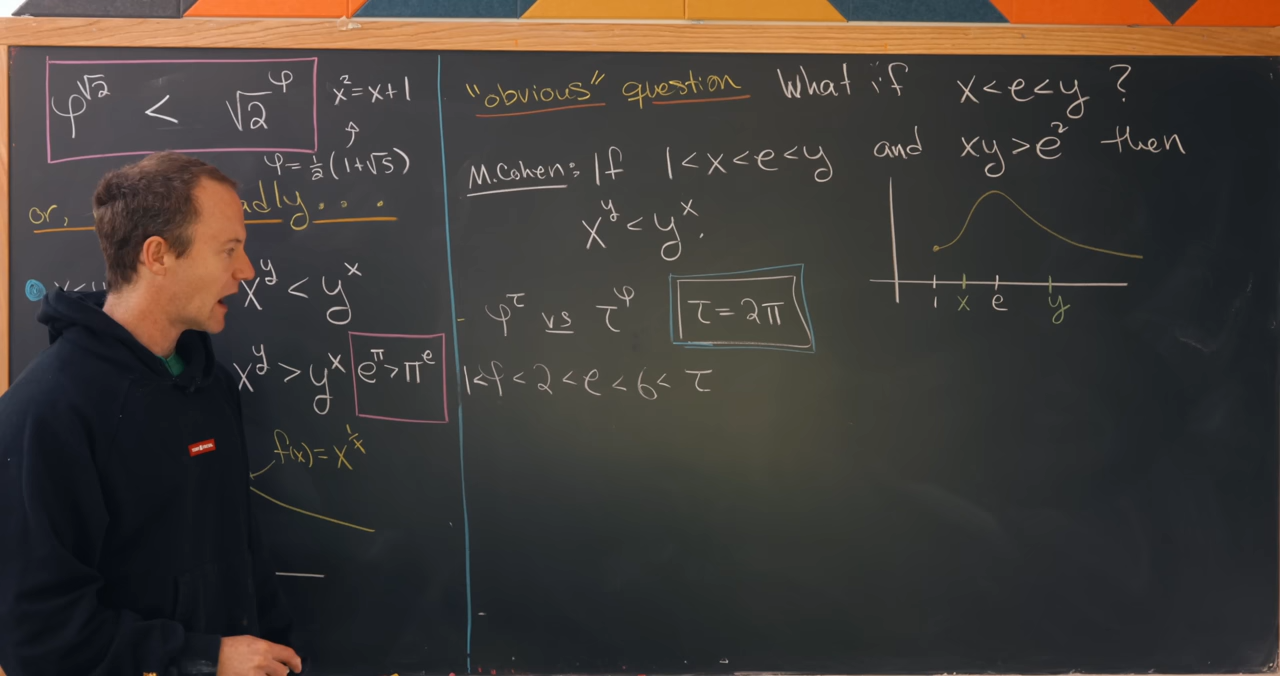 φ^√2 < √2^φ
x² = x+1
φ = ½(1+√5)
or, adly...
x^y < y^x
x^y > y^x
e^π > π^e
f(x) = x^(1/x)
"obvious" question What if x<e<y ?
M.Cohen: If 1<x<e<y and xy>e² then
x^y < y^x.
1 x e y
- φ^τ vs τ^φ
τ = 2π
1<φ<2<e<6<τ